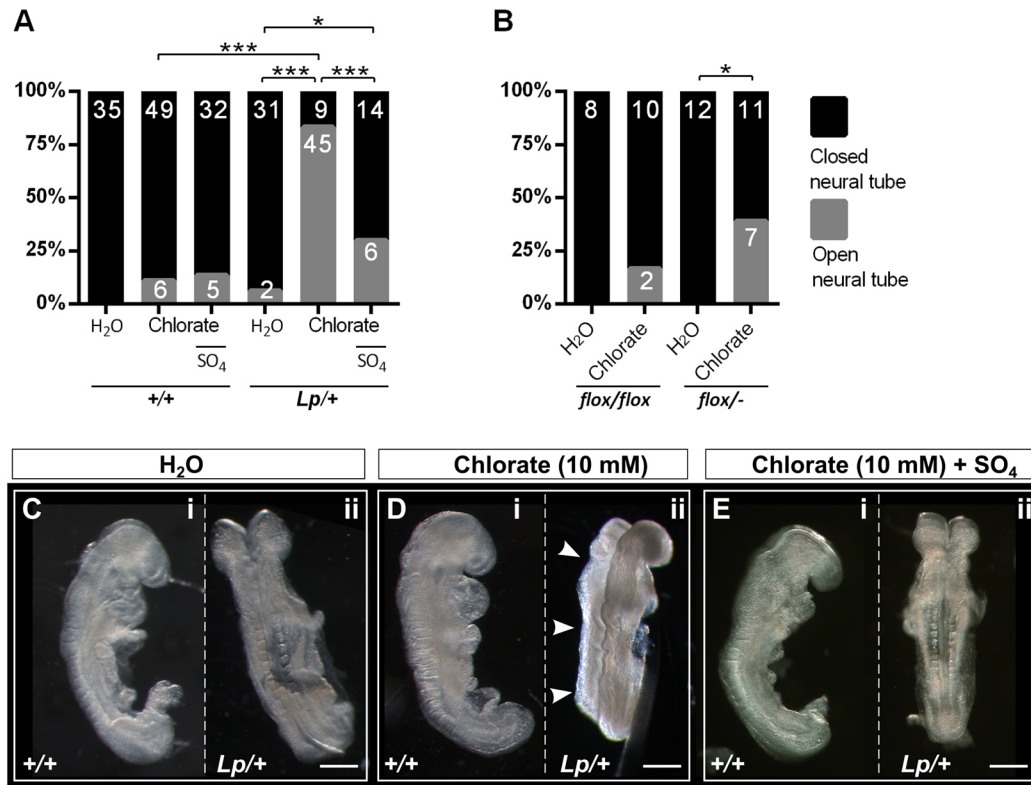 A
B
*
***
*** ***
*
100%
75%
50%
25%
0%
35 49 32 31 9 14
45
6 5 2 6
H₂O Chlorate H₂O Chlorate
SO₄ SO₄
+/+ Lp/+
100%
75%
50%
25%
0%
8 10 12 11
2 7
H₂O Chlorate H₂O Chlorate
flox/flox flox/-
Closed
neural tube
Open
neural tube
H₂O
Chlorate (10 mM)
Chlorate (10 mM) + SO₄
C i ii
+/+ Lp/+
D i ii
+/+ Lp/+
E i ii
+/+ Lp/+